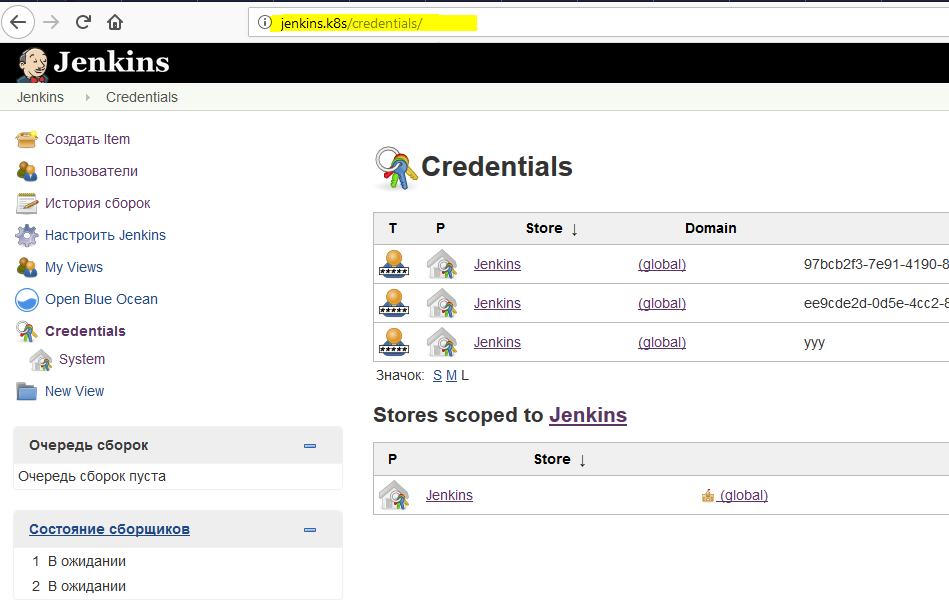 jenkins.k8s/credentials/
Jenkins
Jenkins Credentials
Создать Item
Пользователи
История сборок
Настроить Jenkins
My Views
Open Blue Ocean
Credentials
System
New View
Очередь сборок
Очередь сборок пуста
Состояние сборщиков
1 В ожидании
2 В ожидании
Credentials
T P Store ↓ Domain
Jenkins (global) 97bcb2f3-7e91-4190-8
Jenkins (global) ee9cde2d-0d5e-4cc2-8
Jenkins (global) yyy
Значок: S M L
Stores scoped to Jenkins
P Store ↓
Jenkins (global)